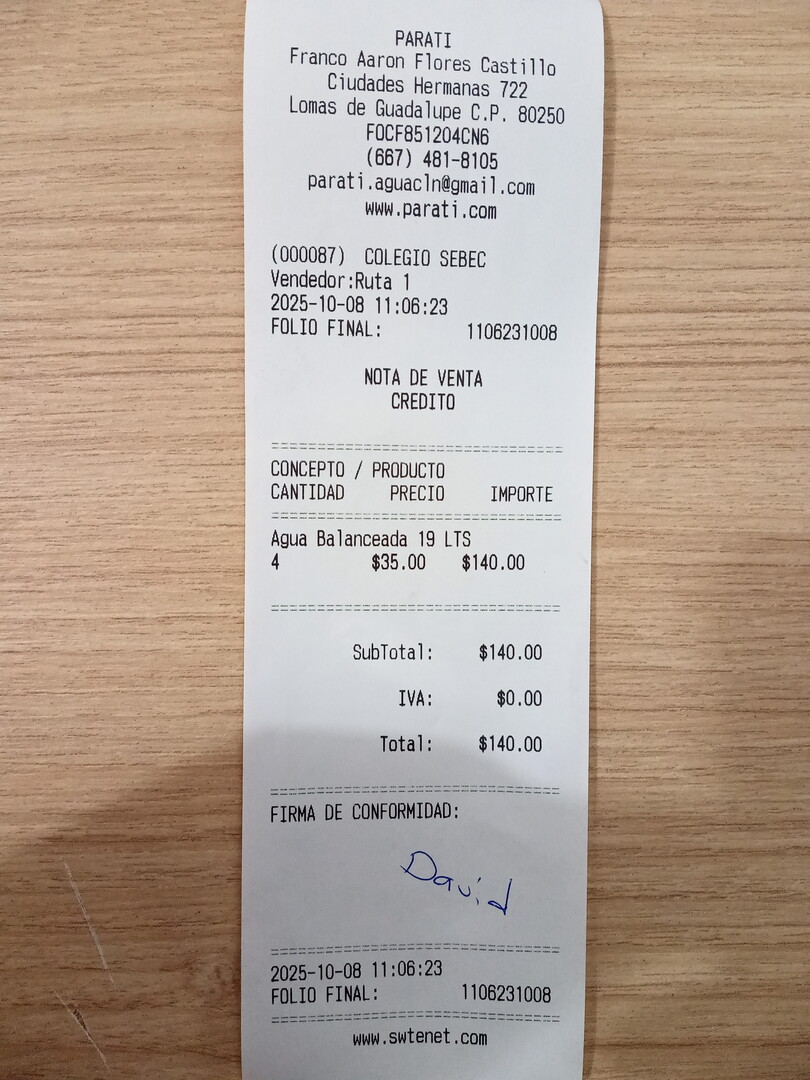 PARATI
Franco Aaron Flores Castillo
Ciudades Hermanas 722
Lomas de Guadalupe C.P. 80250
FOCF851204CN6
(667) 481-8105
parati.aguacln@gmail.com
www.parati.com
(000087) COLEGIO SEBEC
Vendedor:Ruta 1
2025-10-08 11:06:23
FOLIO FINAL: 1106231008
NOTA DE VENTA
CREDITO
CONCEPTO / PRODUCTO
CANTIDAD PRECIO IMPORTE
Agua Balanceada 19 LTS
4 $35.00 $140.00
SubTotal: $140.00
IVA: $0.00
Total: $140.00
FIRMA DE CONFORMIDAD:
David
2025-10-08 11:06:23
FOLIO FINAL: 1106231008
www.swtenet.com